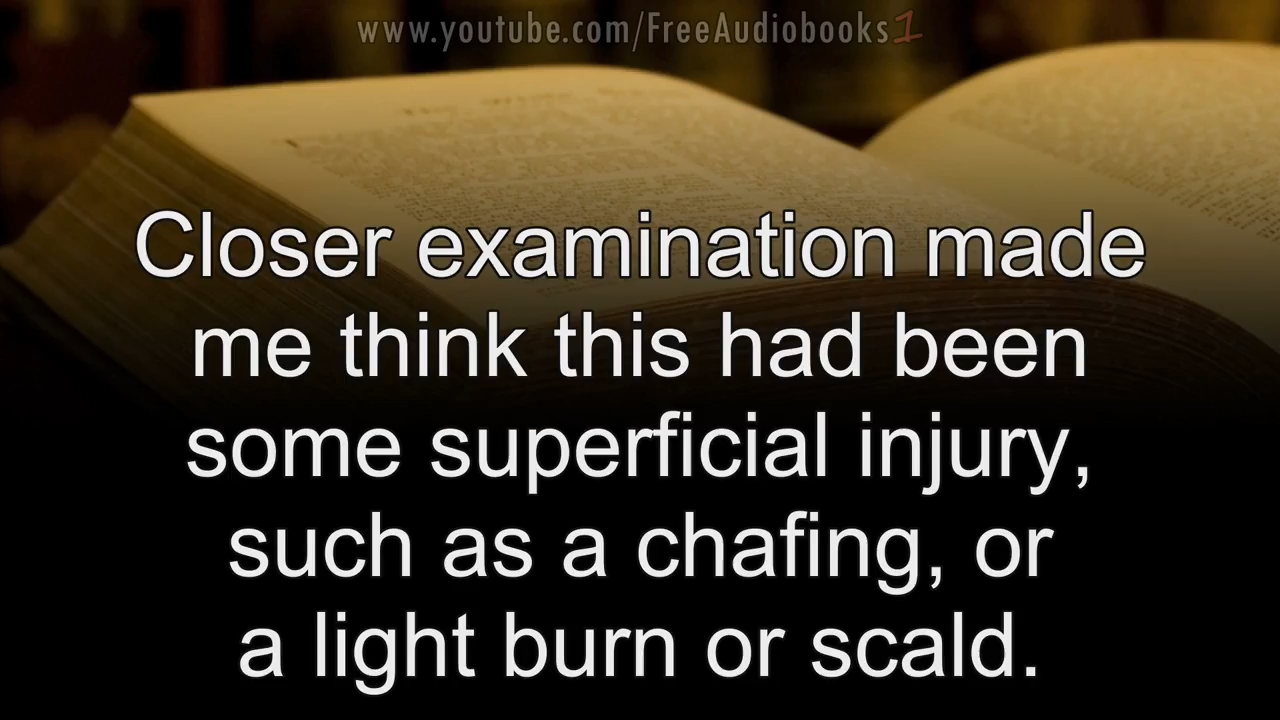 www.youtube.com/FreeAudiobooks1
Closer examination made
me think this had been
some superficial injury,
such as a chafing, or
a light burn or scald.